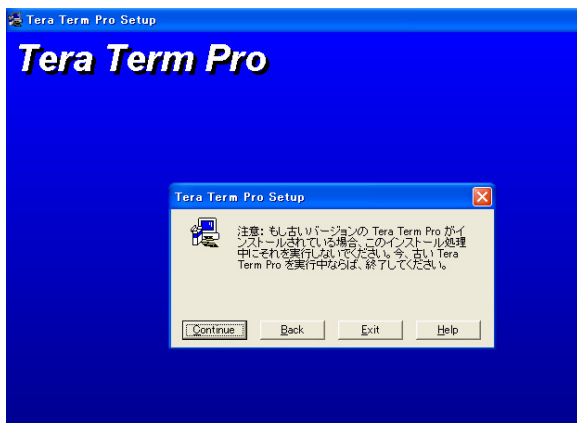 Tera Term Pro Setup
Tera Term Pro
Tera Term Pro Setup
注意: もし古いバージョンの Tera Term Pro がイ
ンストールされている場合、このインストール処理
中にそれを実行しないでください。今、古い Tera
Term Pro を実行中ならば、終了してください。
Continue
Back
Exit
Help